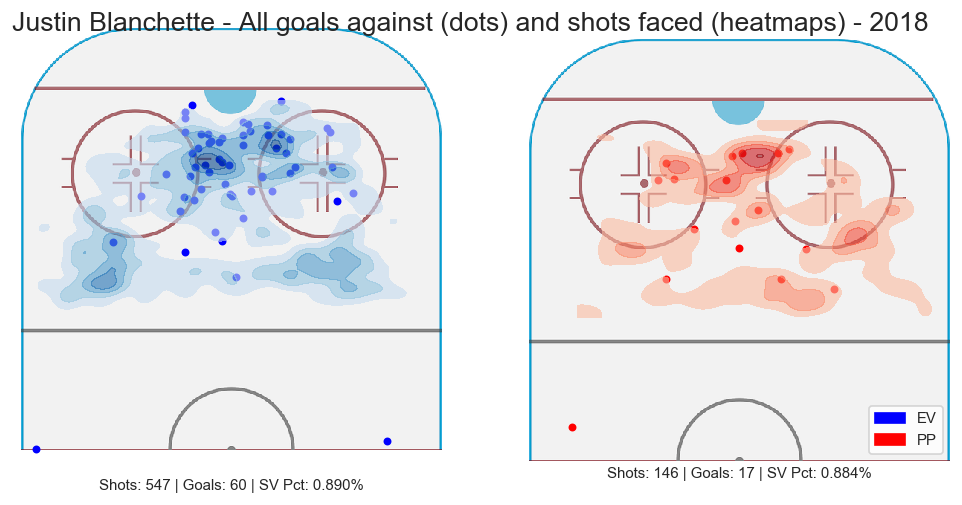 Justin Blanchette - All goals against (dots) and shots faced (heatmaps) - 2018
EV
PP
Shots: 547 | Goals: 60 | SV Pct: 0.890%
Shots: 146 | Goals: 17 | SV Pct: 0.884%